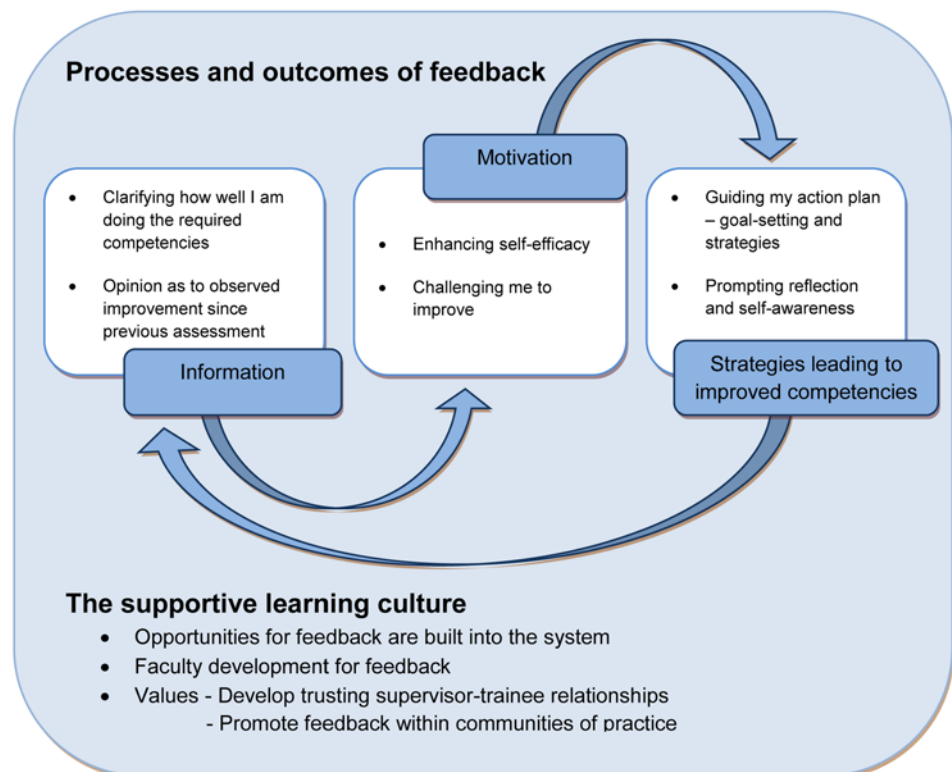 Processes and outcomes of feedback
Motivation
• Clarifying how well I am
doing the required
competencies
• Opinion as to observed
improvement since
previous assessment
Information
• Enhancing self-efficacy
• Challenging me to
improve
• Guiding my action plan
– goal-setting and
strategies
• Prompting reflection
and self-awareness
Strategies leading to
improved competencies
The supportive learning culture
• Opportunities for feedback are built into the system
• Faculty development for feedback
• Values - Develop trusting supervisor-trainee relationships
- Promote feedback within communities of practice